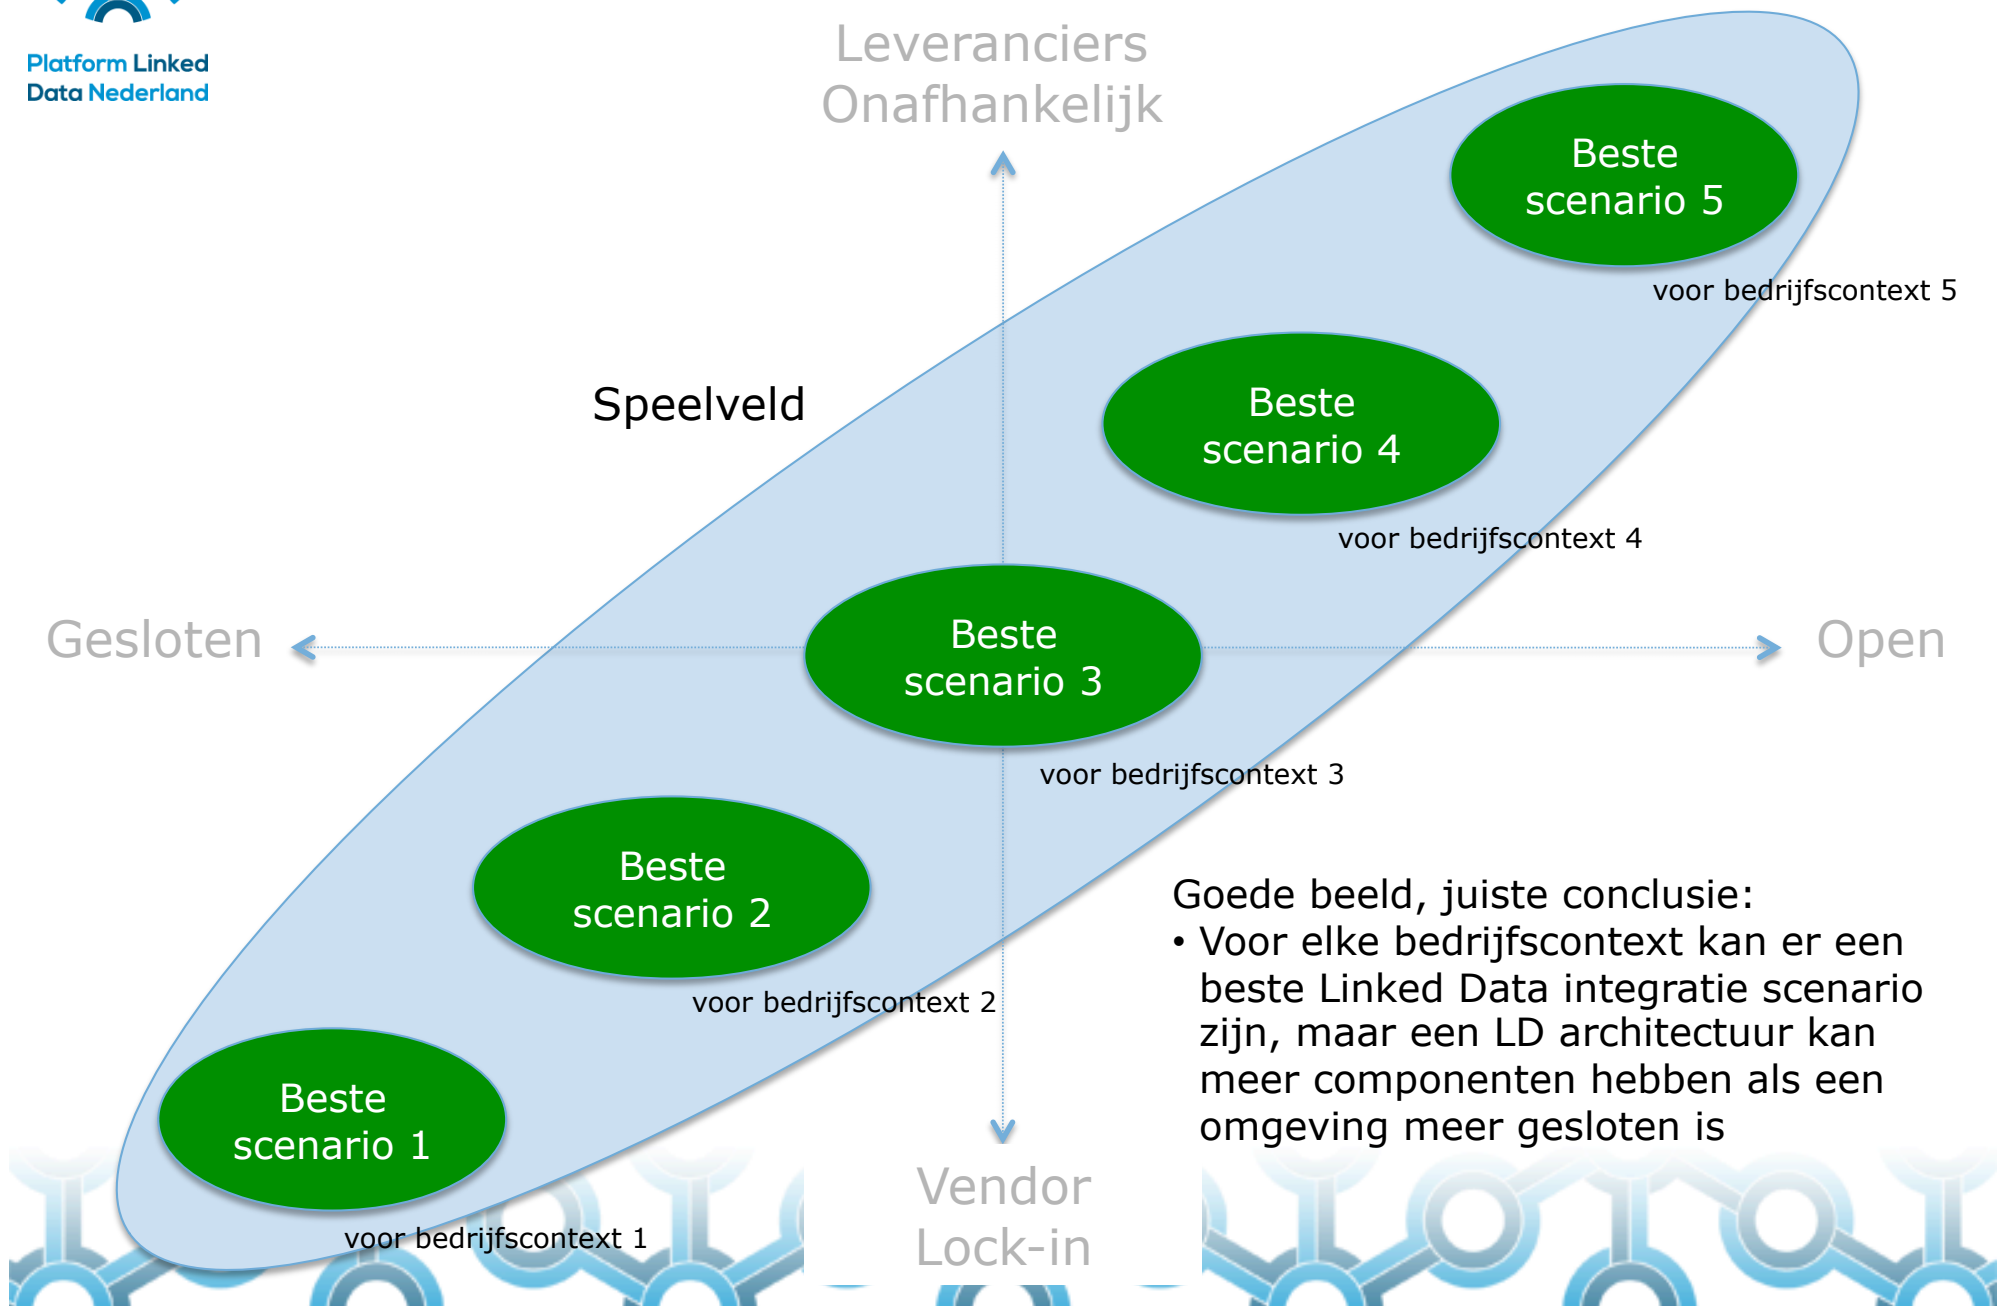 Platform Linked
Data Nederland
Leveranciers
Onafhankelijk
Beste
scenario 5
voor bedrijfscontext 5
Speelveld
Beste
scenario 4
voor bedrijfscontext 4
Gesloten
Beste
scenario 3
Open
voor bedrijfscontext 3
Beste
scenario 2
voor bedrijfscontext 2
Goede beeld, juiste conclusie:
• Voor elke bedrijfscontext kan er een
beste Linked Data integratie scenario
zijn, maar een LD architectuur kan
meer componenten hebben als een
omgeving meer gesloten is
Beste
scenario 1
voor bedrijfscontext 1
Vendor
Lock-in